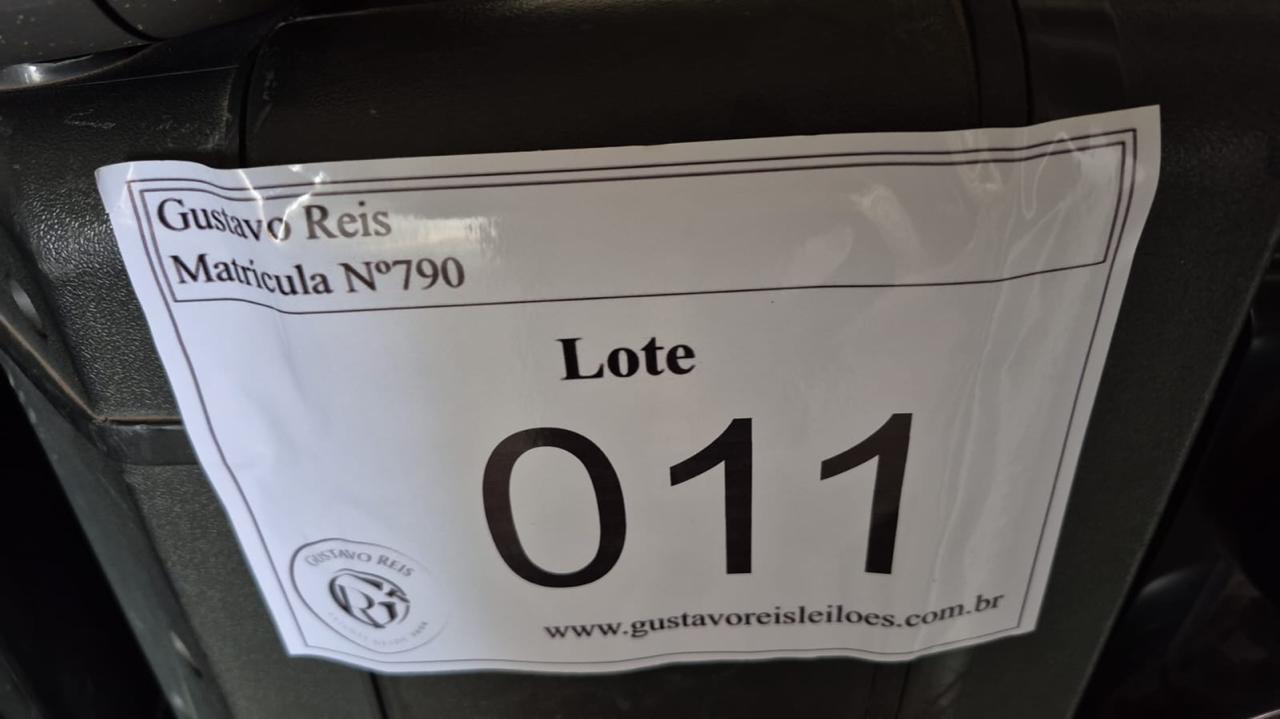 Gustavo Reis
Matricula Nº790
Lote
011
GUSTAVO REIS
www.gustavoreisleiloes.com.br